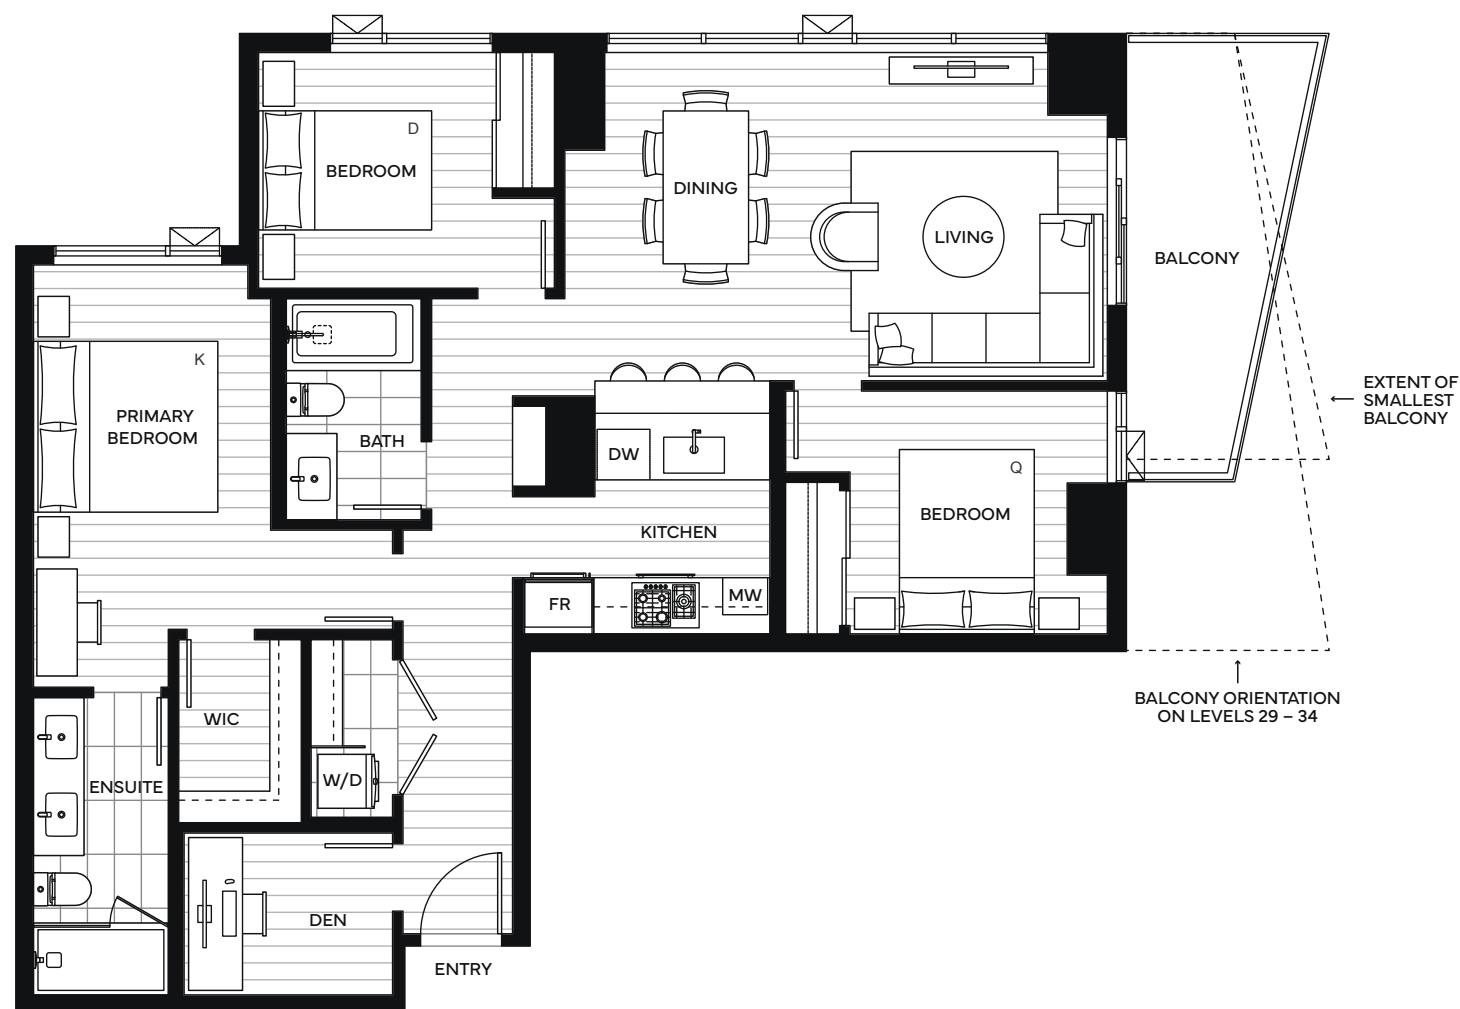 D
BEDROOM
DINING
LIVING
BALCONY
K
PRIMARY
BEDROOM
BATH
DW
Q
BEDROOM
KITCHEN
EXTENT OF
SMALLEST
BALCONY
FR
MW
BALCONY ORIENTATION
ON LEVELS 29 – 34
WIC
W/D
ENSUITE
DEN
ENTRY